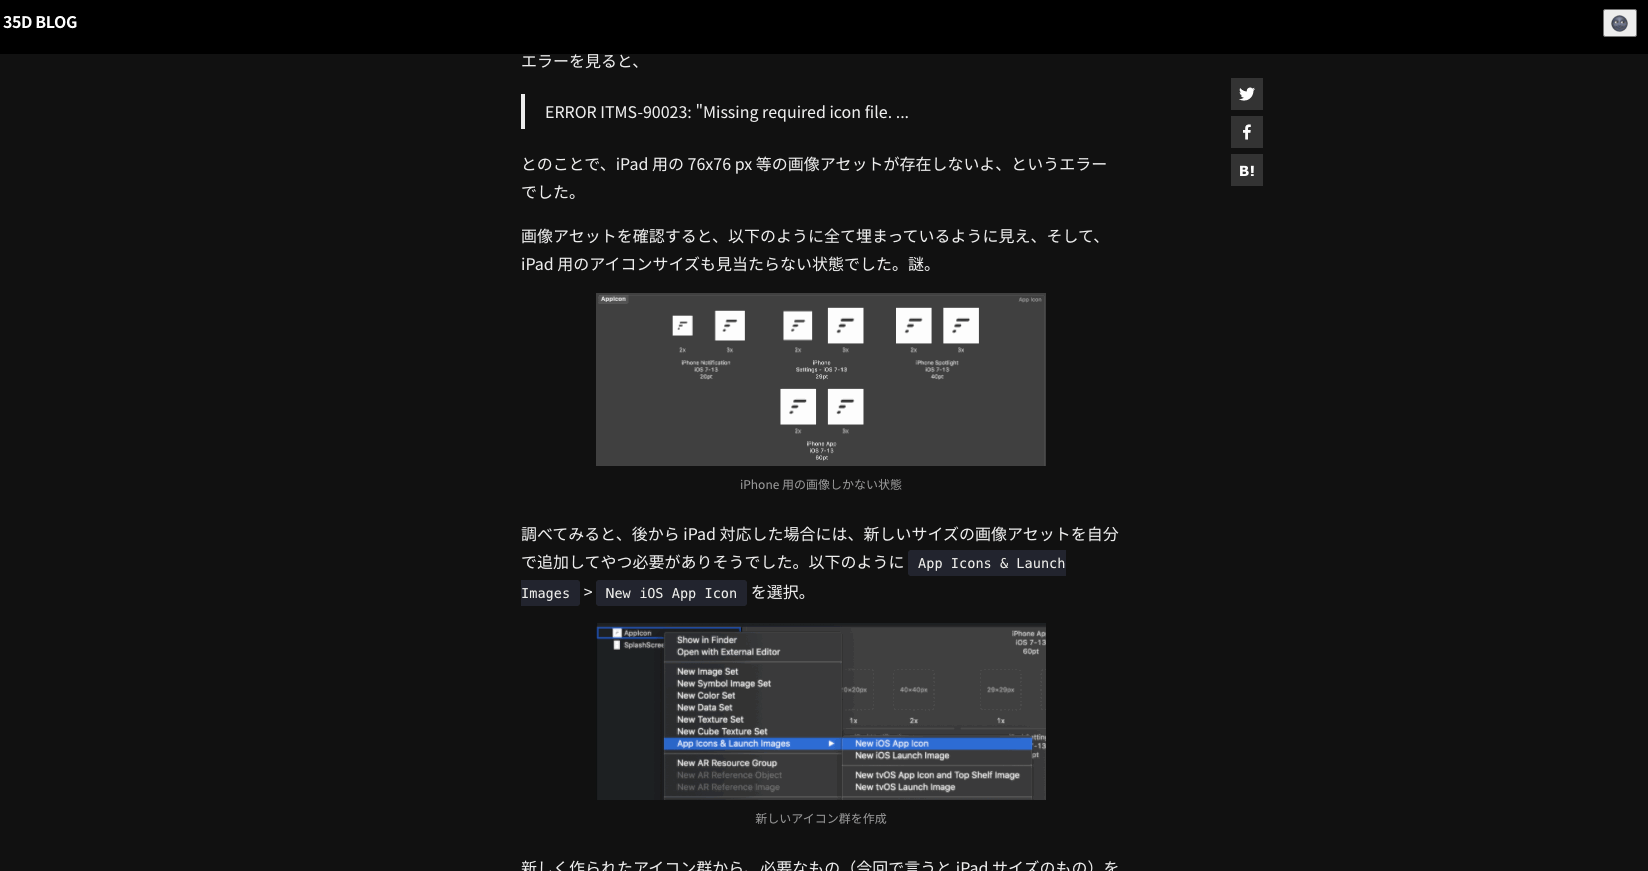 35D BLOG
エラーを見ると、
ERROR ITMS-90023: "Missing required icon file. ...
とのことで、iPad 用の 76x76 px 等の画像アセットが存在しないよ、というエラー
でした。
画像アセットを確認すると、以下のように全て埋まっているように見え、そして、
iPad 用のアイコンサイズも見当たらない状態でした。謎。
AppIcon
App Icon
2x 3x 2x 3x 2x 3x
iPhone Notification
iOS 7-13
20pt
iPhone
Settings - iOS 7-13
29pt
iPhone Spotlight
iOS 7-13
40pt
2x 3x
iPhone App
iOS 7-13
60pt
iPhone 用の画像しかない状態
調べてみると、後から iPad 対応した場合には、新しいサイズの画像アセットを自分
で追加してやつ必要がありそうでした。以下のように App Icons & Launch
Images > New iOS App Icon を選択。
AppIcon
SplashScree
Show in Finder
Open with External Editor
New Image Set
New Symbol Image Set
New Color Set
New Data Set
New Texture Set
New Cube Texture Set
App Icons & Launch Images
New AR Resource Group
New AR Reference Object
New AR Reference Image
New iOS App Icon
New iOS Launch Image
New tvOS App Icon and Top Shelf Image
New tvOS Launch Image
iPhone Ap
iOS 7-13
60pt
40×40px
29×29px
1x
2x
1x
新しいアイコン群を作成
新しく作られたアイコン群から、必要なもの（今回で言うと iPad サイズのもの）を
B!